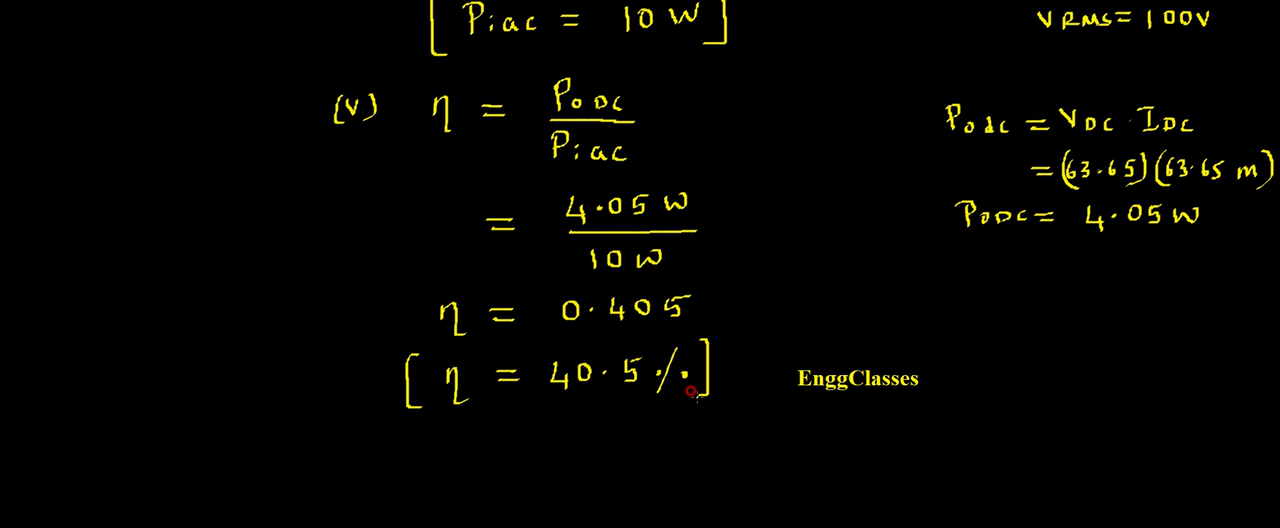 [ Piac = 10 W ]
VRMS = 100V
(V) η = PoDC / Piac
= 4.05 W / 10 W
η = 0.405
[ η = 40.5 % ]
Podc = VDC . IDC
= (63.65) (63.65 m)
PODC = 4.05 W
EnggClasses